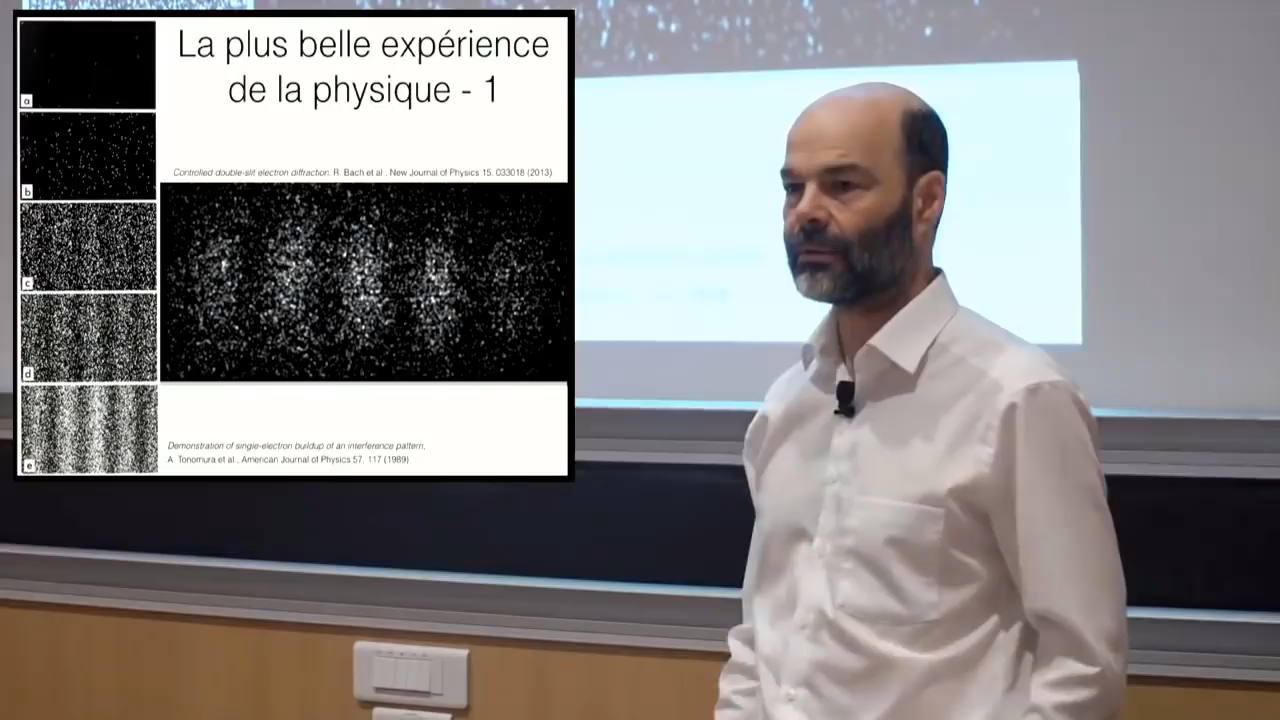 La plus belle expérience
de la physique - 1
a
Controlled double-slit electron diffraction. R. Bach et al . New Journal of Physics 15. 033018 (2013)
b
c
d
Demonstration of single-electron buildup of an interference pattern,
e
A. Tonomura et al . American Journal of Physics 57. 117 (1989)